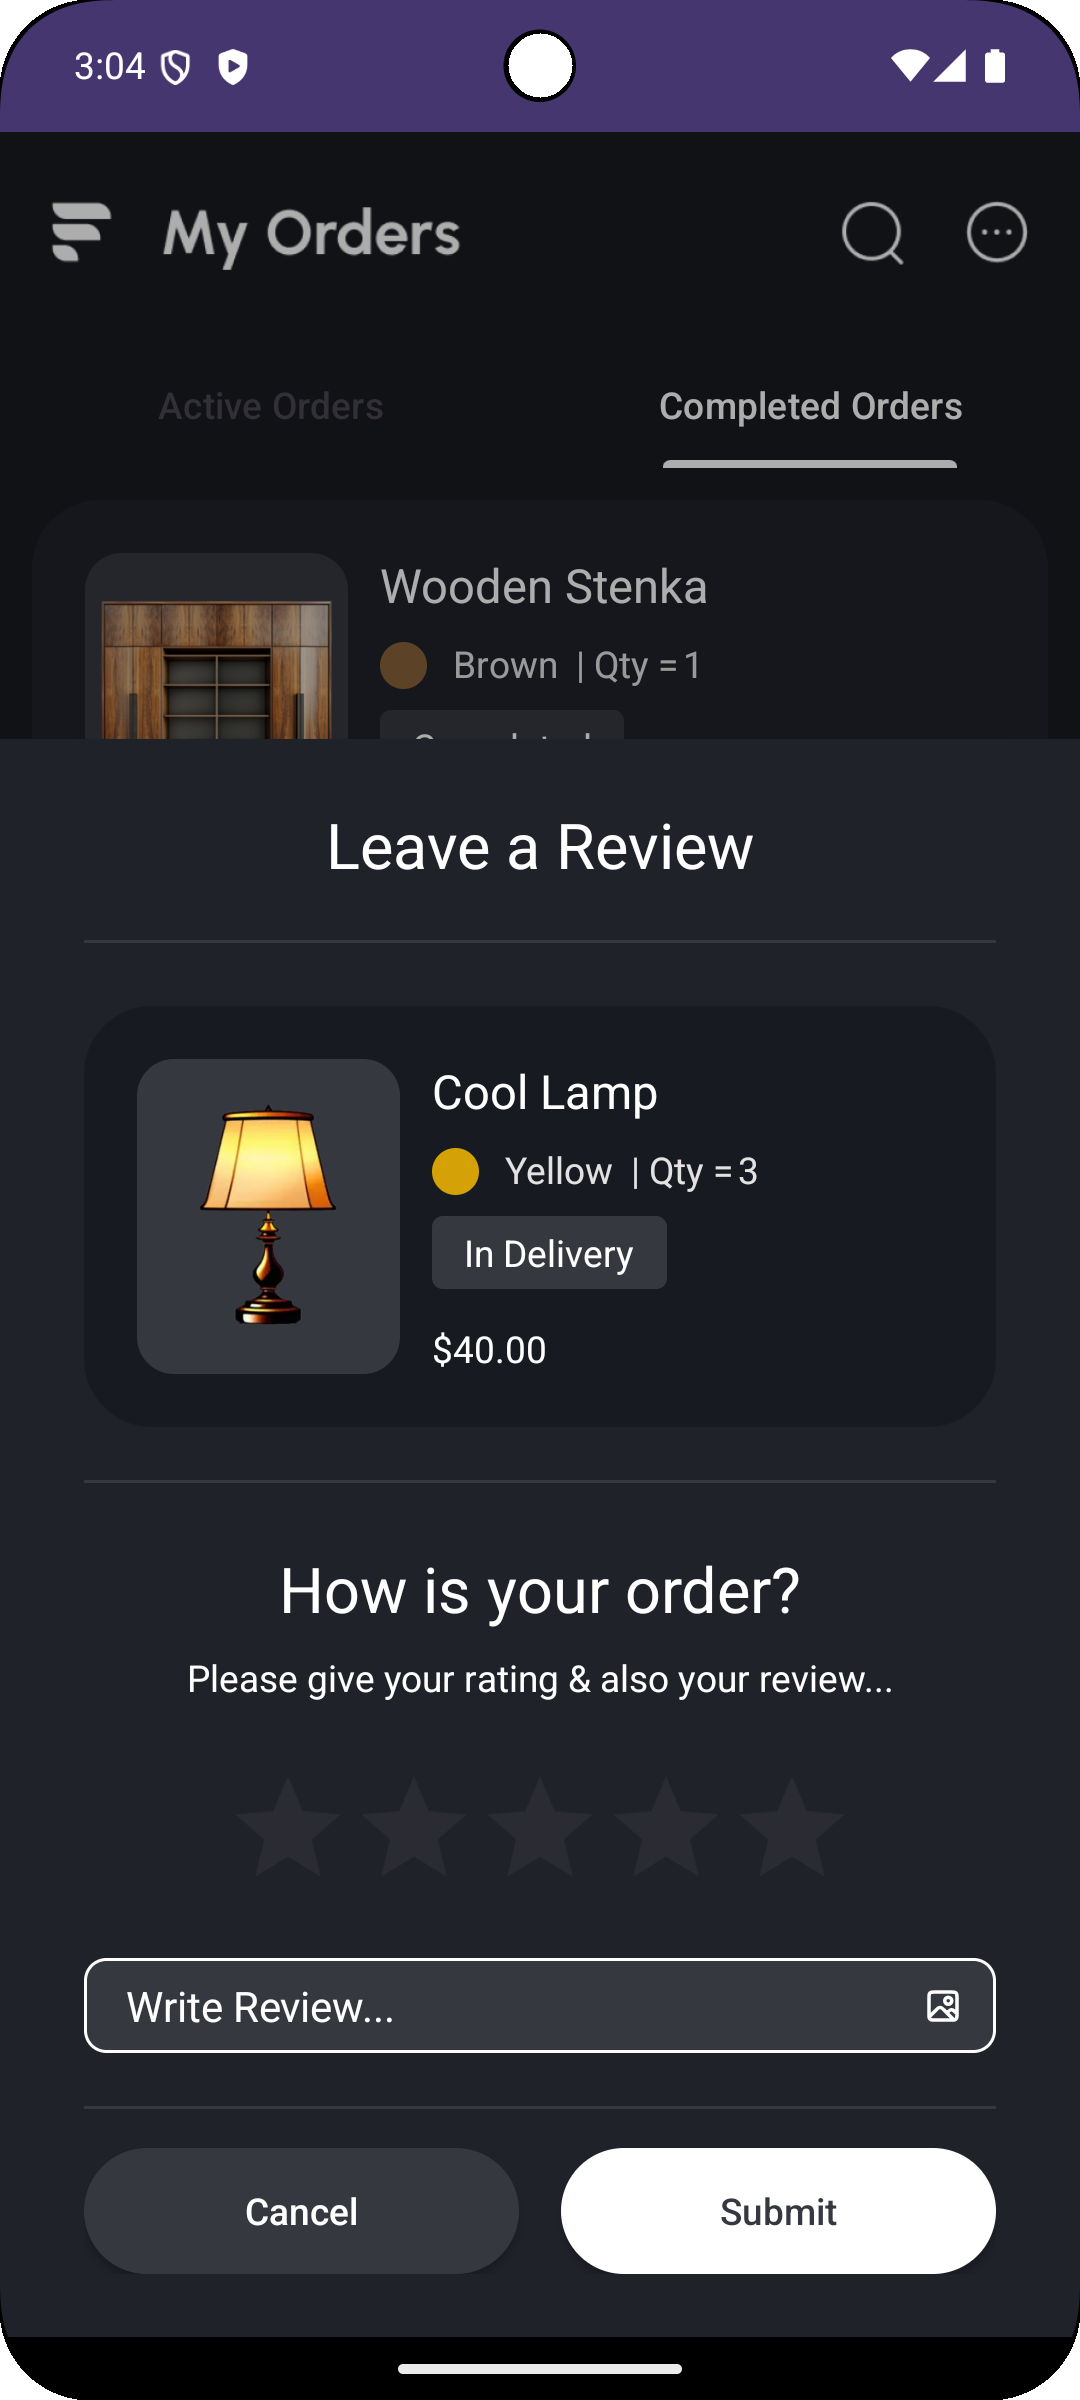 3:04
My Orders
Active Orders
Completed Orders
Wooden Stenka
Brown | Qty = 1
Leave a Review
Cool Lamp
Yellow | Qty = 3
In Delivery
$40.00
How is your order?
Please give your rating & also your review...
Write Review...
Cancel
Submit